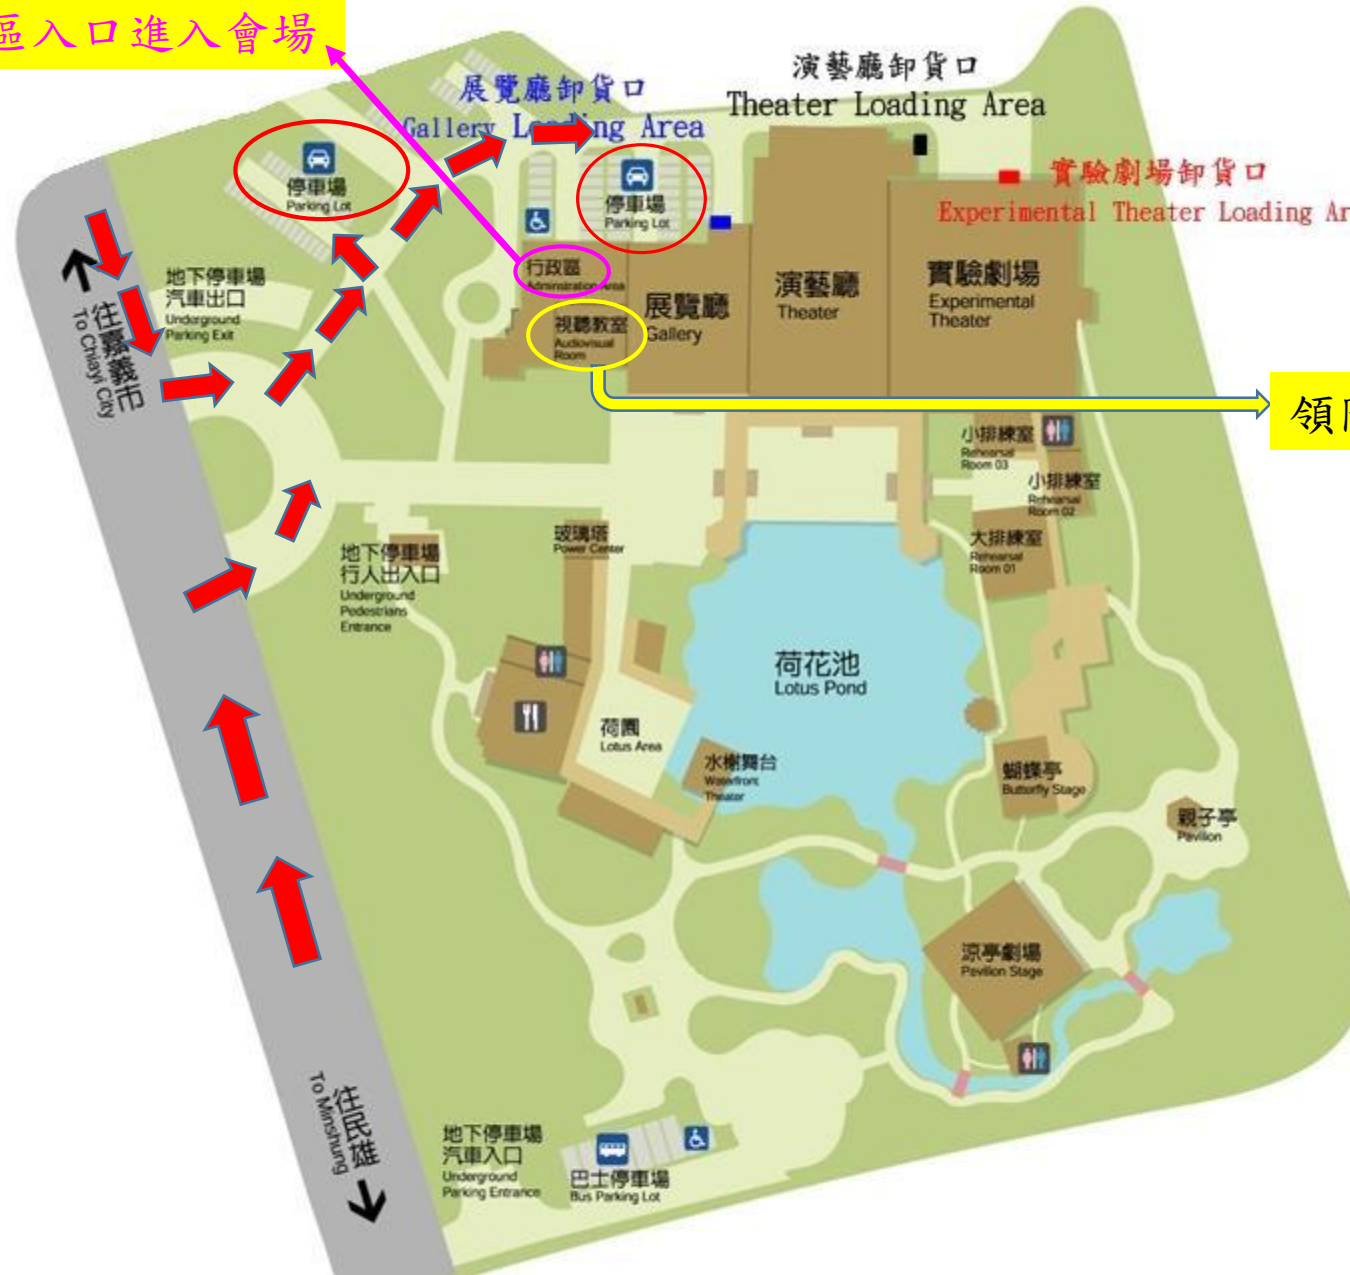 區入口進入會場
演藝廳卸貨口
Theater Loading Area
展覽廳卸貨口
Gallery Loading Area
實驗劇場卸貨口
Experimental Theater Loading Ar
停車場
Parking Lot
停車場
Parking Lot
行政區
Adminstration Area
視聽教室
Audiovisual
Room
展覽廳
Gallery
演藝廳
Theater
實驗劇場
Experimental
Theater
地下停車場
汽車出口
Underground
Parking Exit
往嘉義市
To Chiayi City
領
小排練室
Rehearsal
Room 03
小排練室
Rehearsal
Room 02
大排練室
Rehearsal
Room 01
玻璃塔
Power Center
地下停車場
行人出入口
Underground
Pedestrians
Entrance
荷花池
Lotus Pond
荷園
Lotus Area
水榭舞台
Waterfront
Theater
蝴蝶亭
Butterfly Stage
親子亭
Pavilion
涼亭劇場
Pavilion Stage
往民雄
To Minshung
地下停車場
汽車入口
Underground
Parking Entrance
巴士停車場
Bus Parking Lot